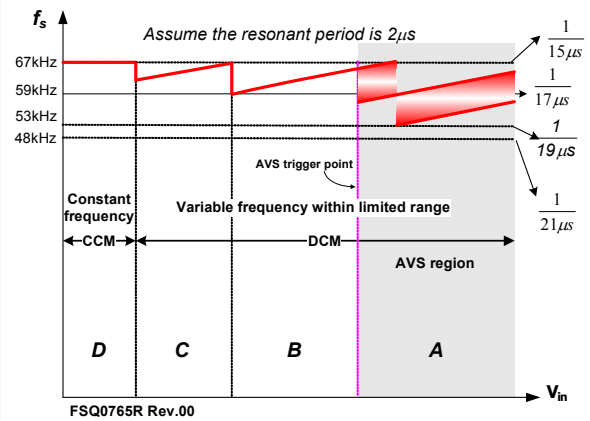 fs
Assume the resonant period is 2µs
1/15µs
67kHz
1/17µs
59kHz
53kHz
1/19µs
48kHz
AVS trigger point
1/21µs
Constant
frequency
Variable frequency within limited range
CCM
DCM
AVS region
D
C
B
A
Vin
FSQ0765R Rev.00